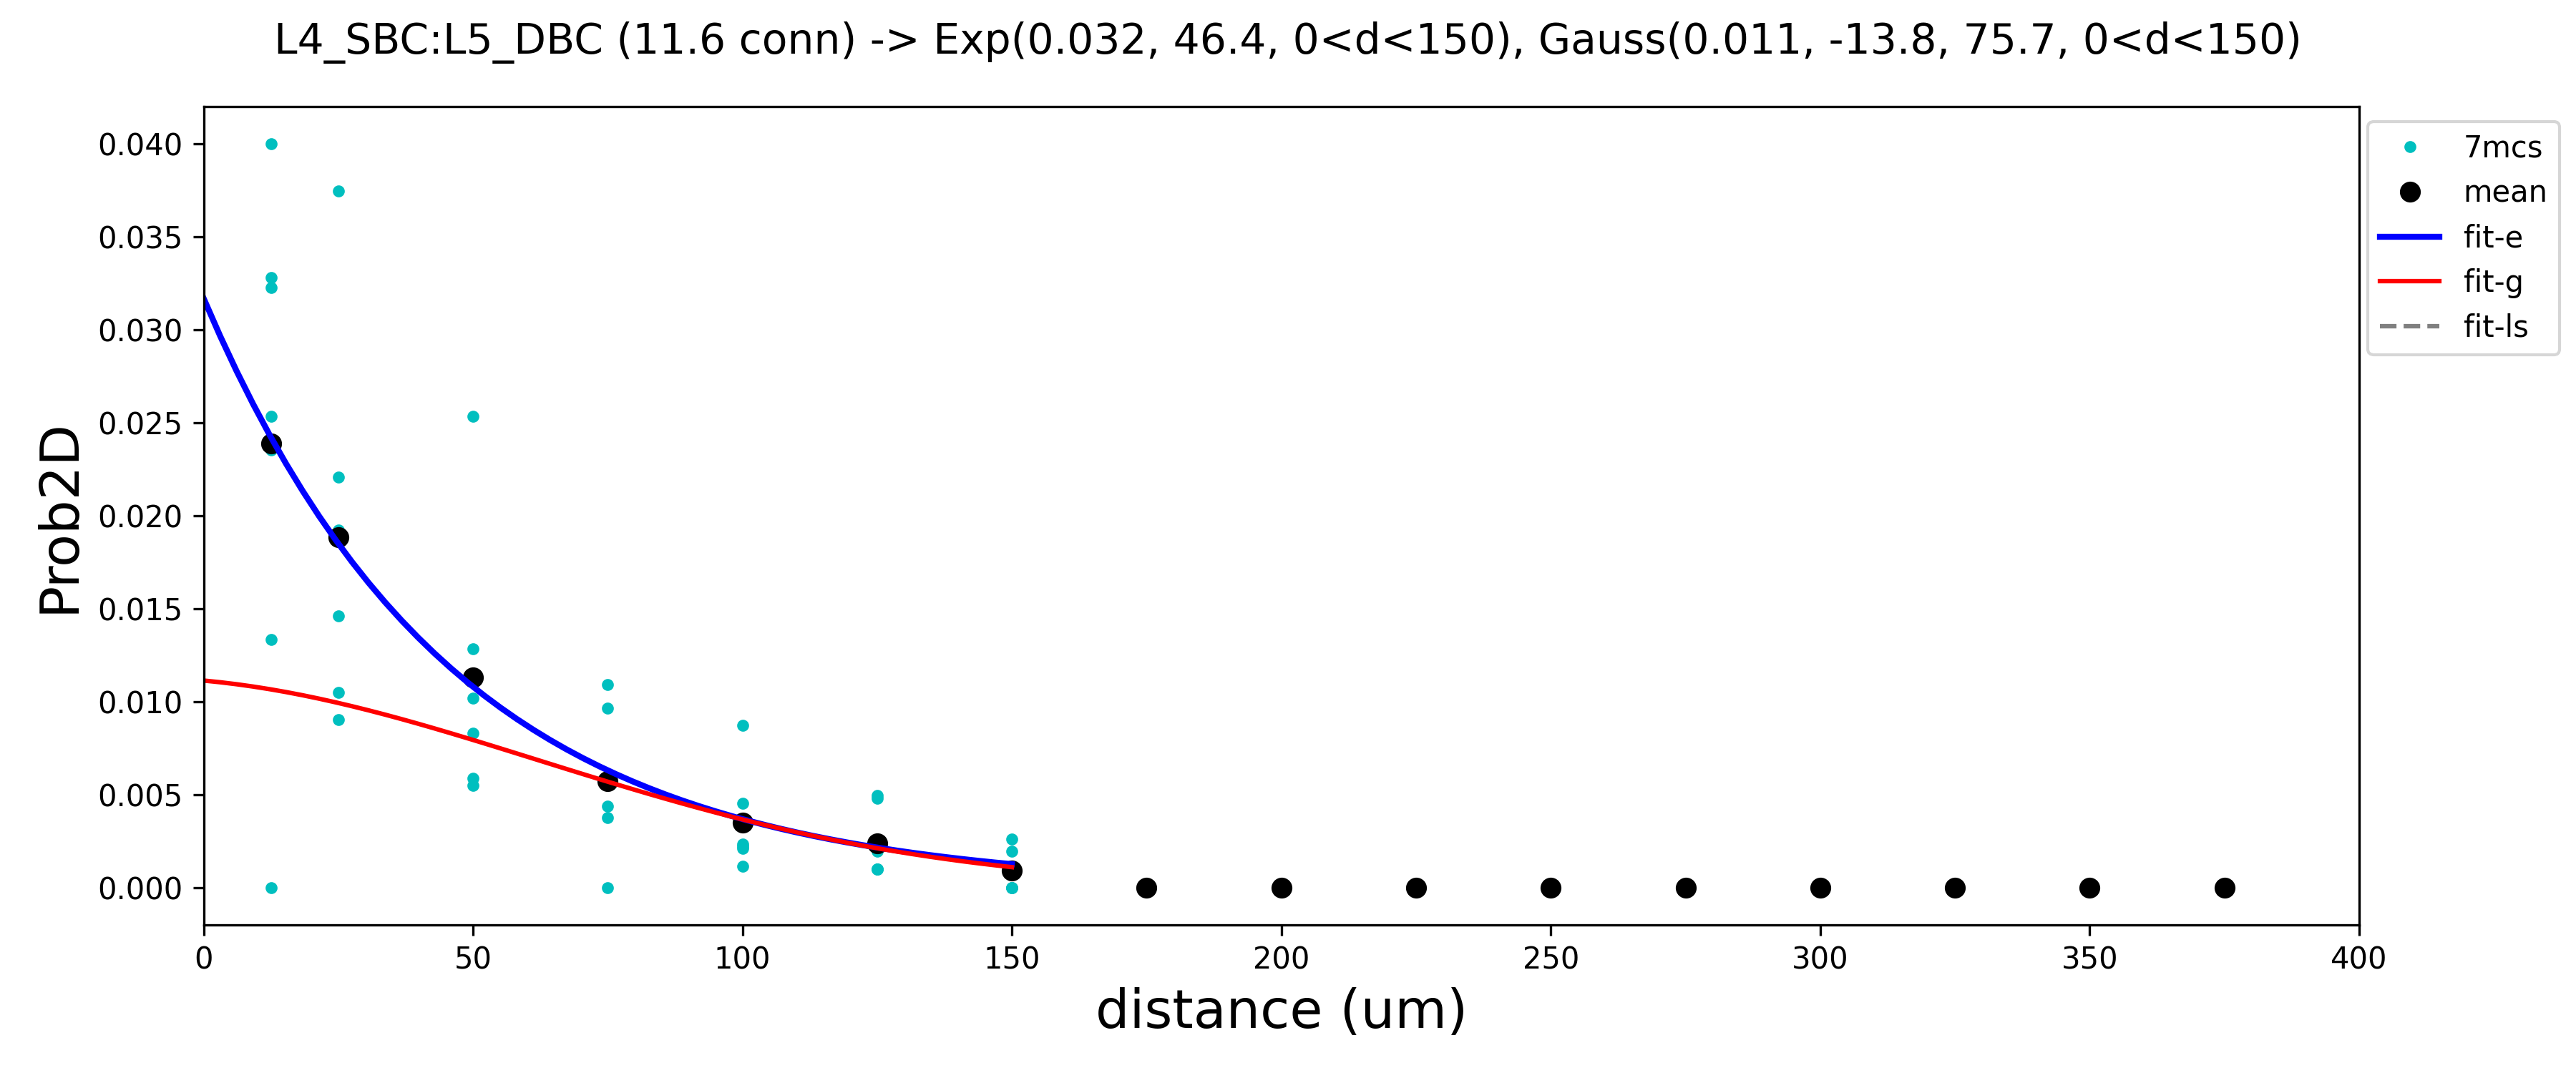 L4_SBC:L5_DBC (11.6 conn) -> Exp(0.032, 46.4, 0<d<150), Gauss(0.011, -13.8, 75.7, 0<d<150)
0.040
0.035
0.030
0.025
0.020
0.015
0.010
0.005
0.000
Prob2D
0 50 100 150 200 250 300 350 400
distance (um)
7mcs
mean
fit-e
fit-g
fit-ls